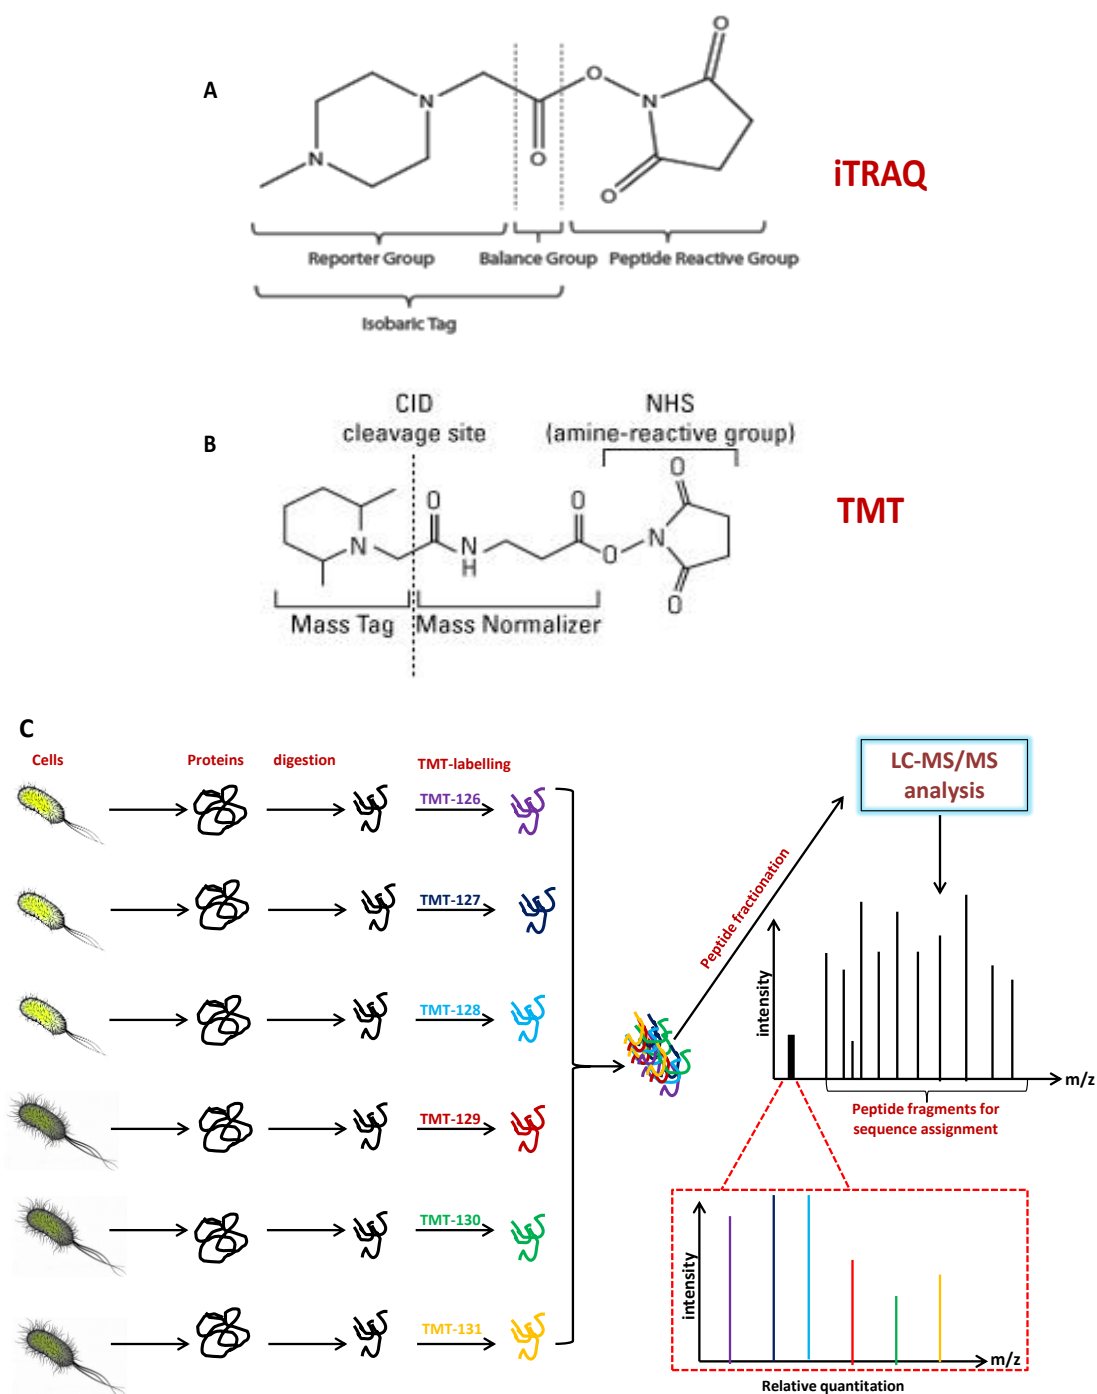 A
O
O
N
N
N
O
O
iTRAQ
Reporter Group
Balance Group
Peptide Reactive Group
Isobaric Tag
B
CID
cleavage site
NHS
(amine-reactive group)
O
O
O
N
N
H
O
N
O
TMT
Mass Tag
Mass Normalizer
C
Cells
Proteins
digestion
TMT-labelling
TMT-126
TMT-127
TMT-128
TMT-129
TMT-130
TMT-131
Peptide fractionation
LC-MS/MS
analysis
intensity
m/z
Peptide fragments for
sequence assignment
intensity
m/z
Relative quantitation